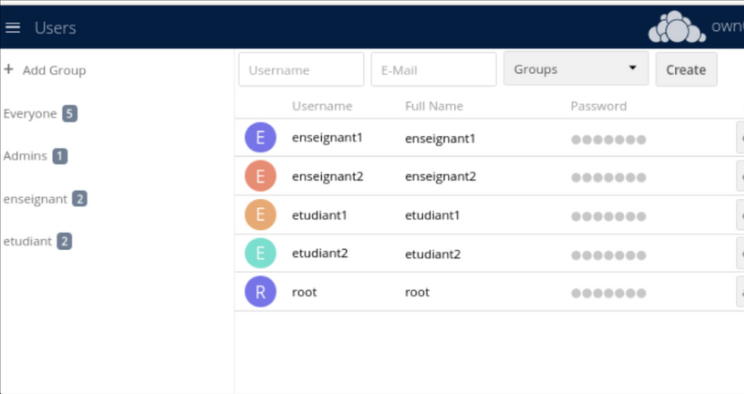 Users
own
+ Add Group
Everyone 5
Admins 1
enseignant 2
etudiant 2
Username E-Mail Groups Create
Username Full Name Password
E enseignant1 enseignant1 ●●●●●●●
E enseignant2 enseignant2 ●●●●●●●
E etudiant1 etudiant1 ●●●●●●●
E etudiant2 etudiant2 ●●●●●●●
R root root ●●●●●●●